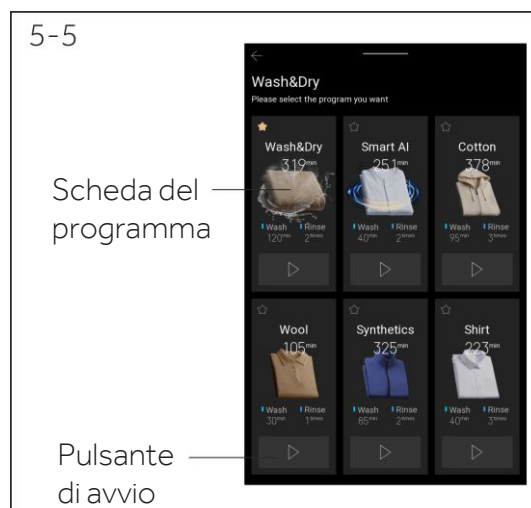 5-5
Wash&Dry
Please select the program you want
Wash&Dry
319min
Wash Rinse
120min 2times
Smart AI
251min
Wash Rinse
40min 2times
Cotton
378min
Wash Rinse
95min 3times
Scheda del
programma
Wool
105min
Wash Rinse
30min 1times
Synthetics
325min
Wash Rinse
85min 2times
Shirt
223min
Wash Rinse
40min 3times
Pulsante
di avvio